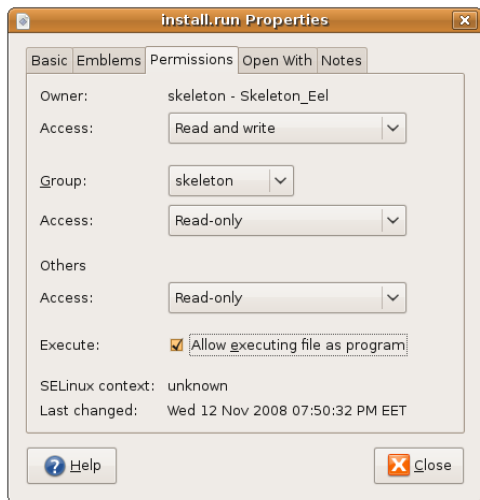 install.run Properties
Basic Emblems Permissions Open With Notes
Owner: skeleton - Skeleton_Eel
Access: Read and write
Group: skeleton
Access: Read-only
Others
Access: Read-only
Execute: Allow executing file as program
SELinux context: unknown
Last changed: Wed 12 Nov 2008 07:50:32 PM EET
Help Close